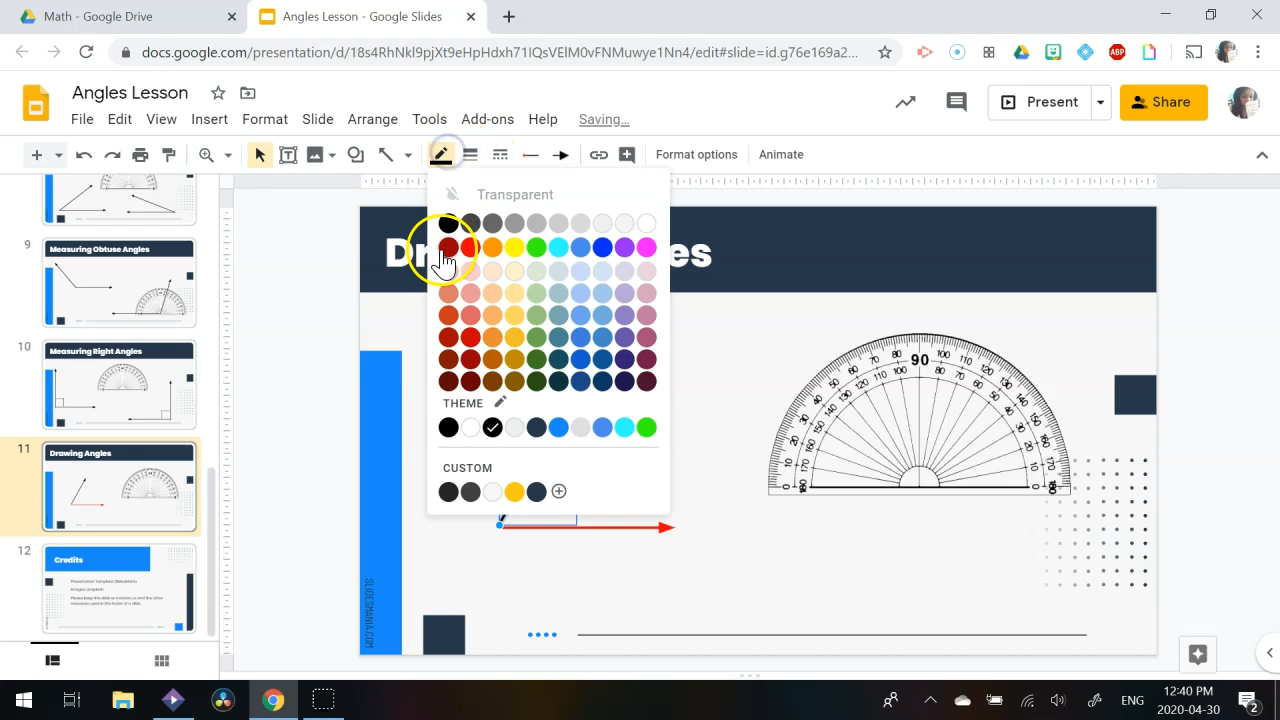 Math - Google Drive
Angles Lesson - Google Slides
docs.google.com/presentation/d/18s4RhNkl9pjXt9eHpHdxh71lQsVElM0vFNMuwye1Nn4/edit#slide=id.g76e169a2...
ABP
Angles Lesson
File Edit View Insert Format Slide Arrange Tools Add-ons Help Saving...
Present
Share
Format options
Animate
Transparent
THEME
CUSTOM
9
Measuring Obtuse Angles
10
Measuring Right Angles
11
Drawing Angles
12
Credits
90
SLIDESMANIA.COM
ENG
12:40 PM
2020-04-30
2